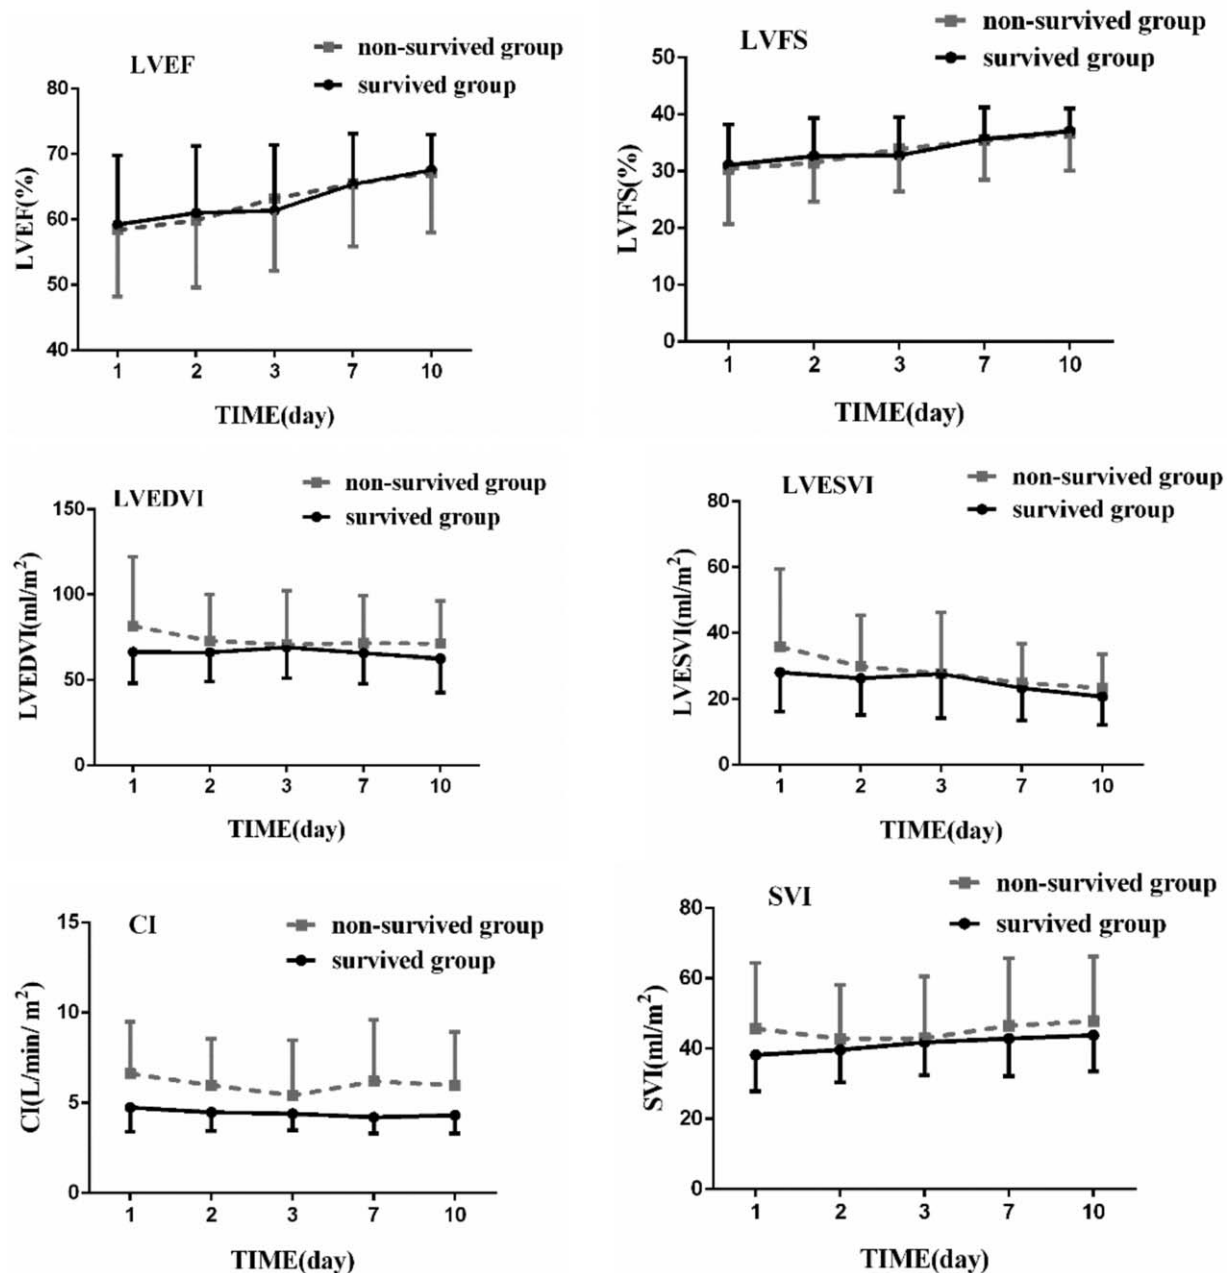 LVEF
non-survived group
survived group
LVEF(%)
80
70
60
50
40
1 2 3 7 10
TIME(day)
LVFS
non-survived group
survived group
LVFS(%)
50
40
30
20
10
0
1 2 3 7 10
TIME(day)
LVEDVI
non-survived group
survived group
LVEDVI(ml/m²)
150
100
50
0
1 2 3 7 10
TIME(day)
LVESVI
non-survived group
survived group
LVESVI(ml/m²)
80
60
40
20
0
1 2 3 7 10
TIME(day)
CI
non-survived group
survived group
CI(L/min/ m²)
15
10
5
0
1 2 3 7 10
TIME(day)
SVI
non-survived group
survived group
SVI(ml/m²)
80
60
40
20
0
1 2 3 7 10
TIME(day)